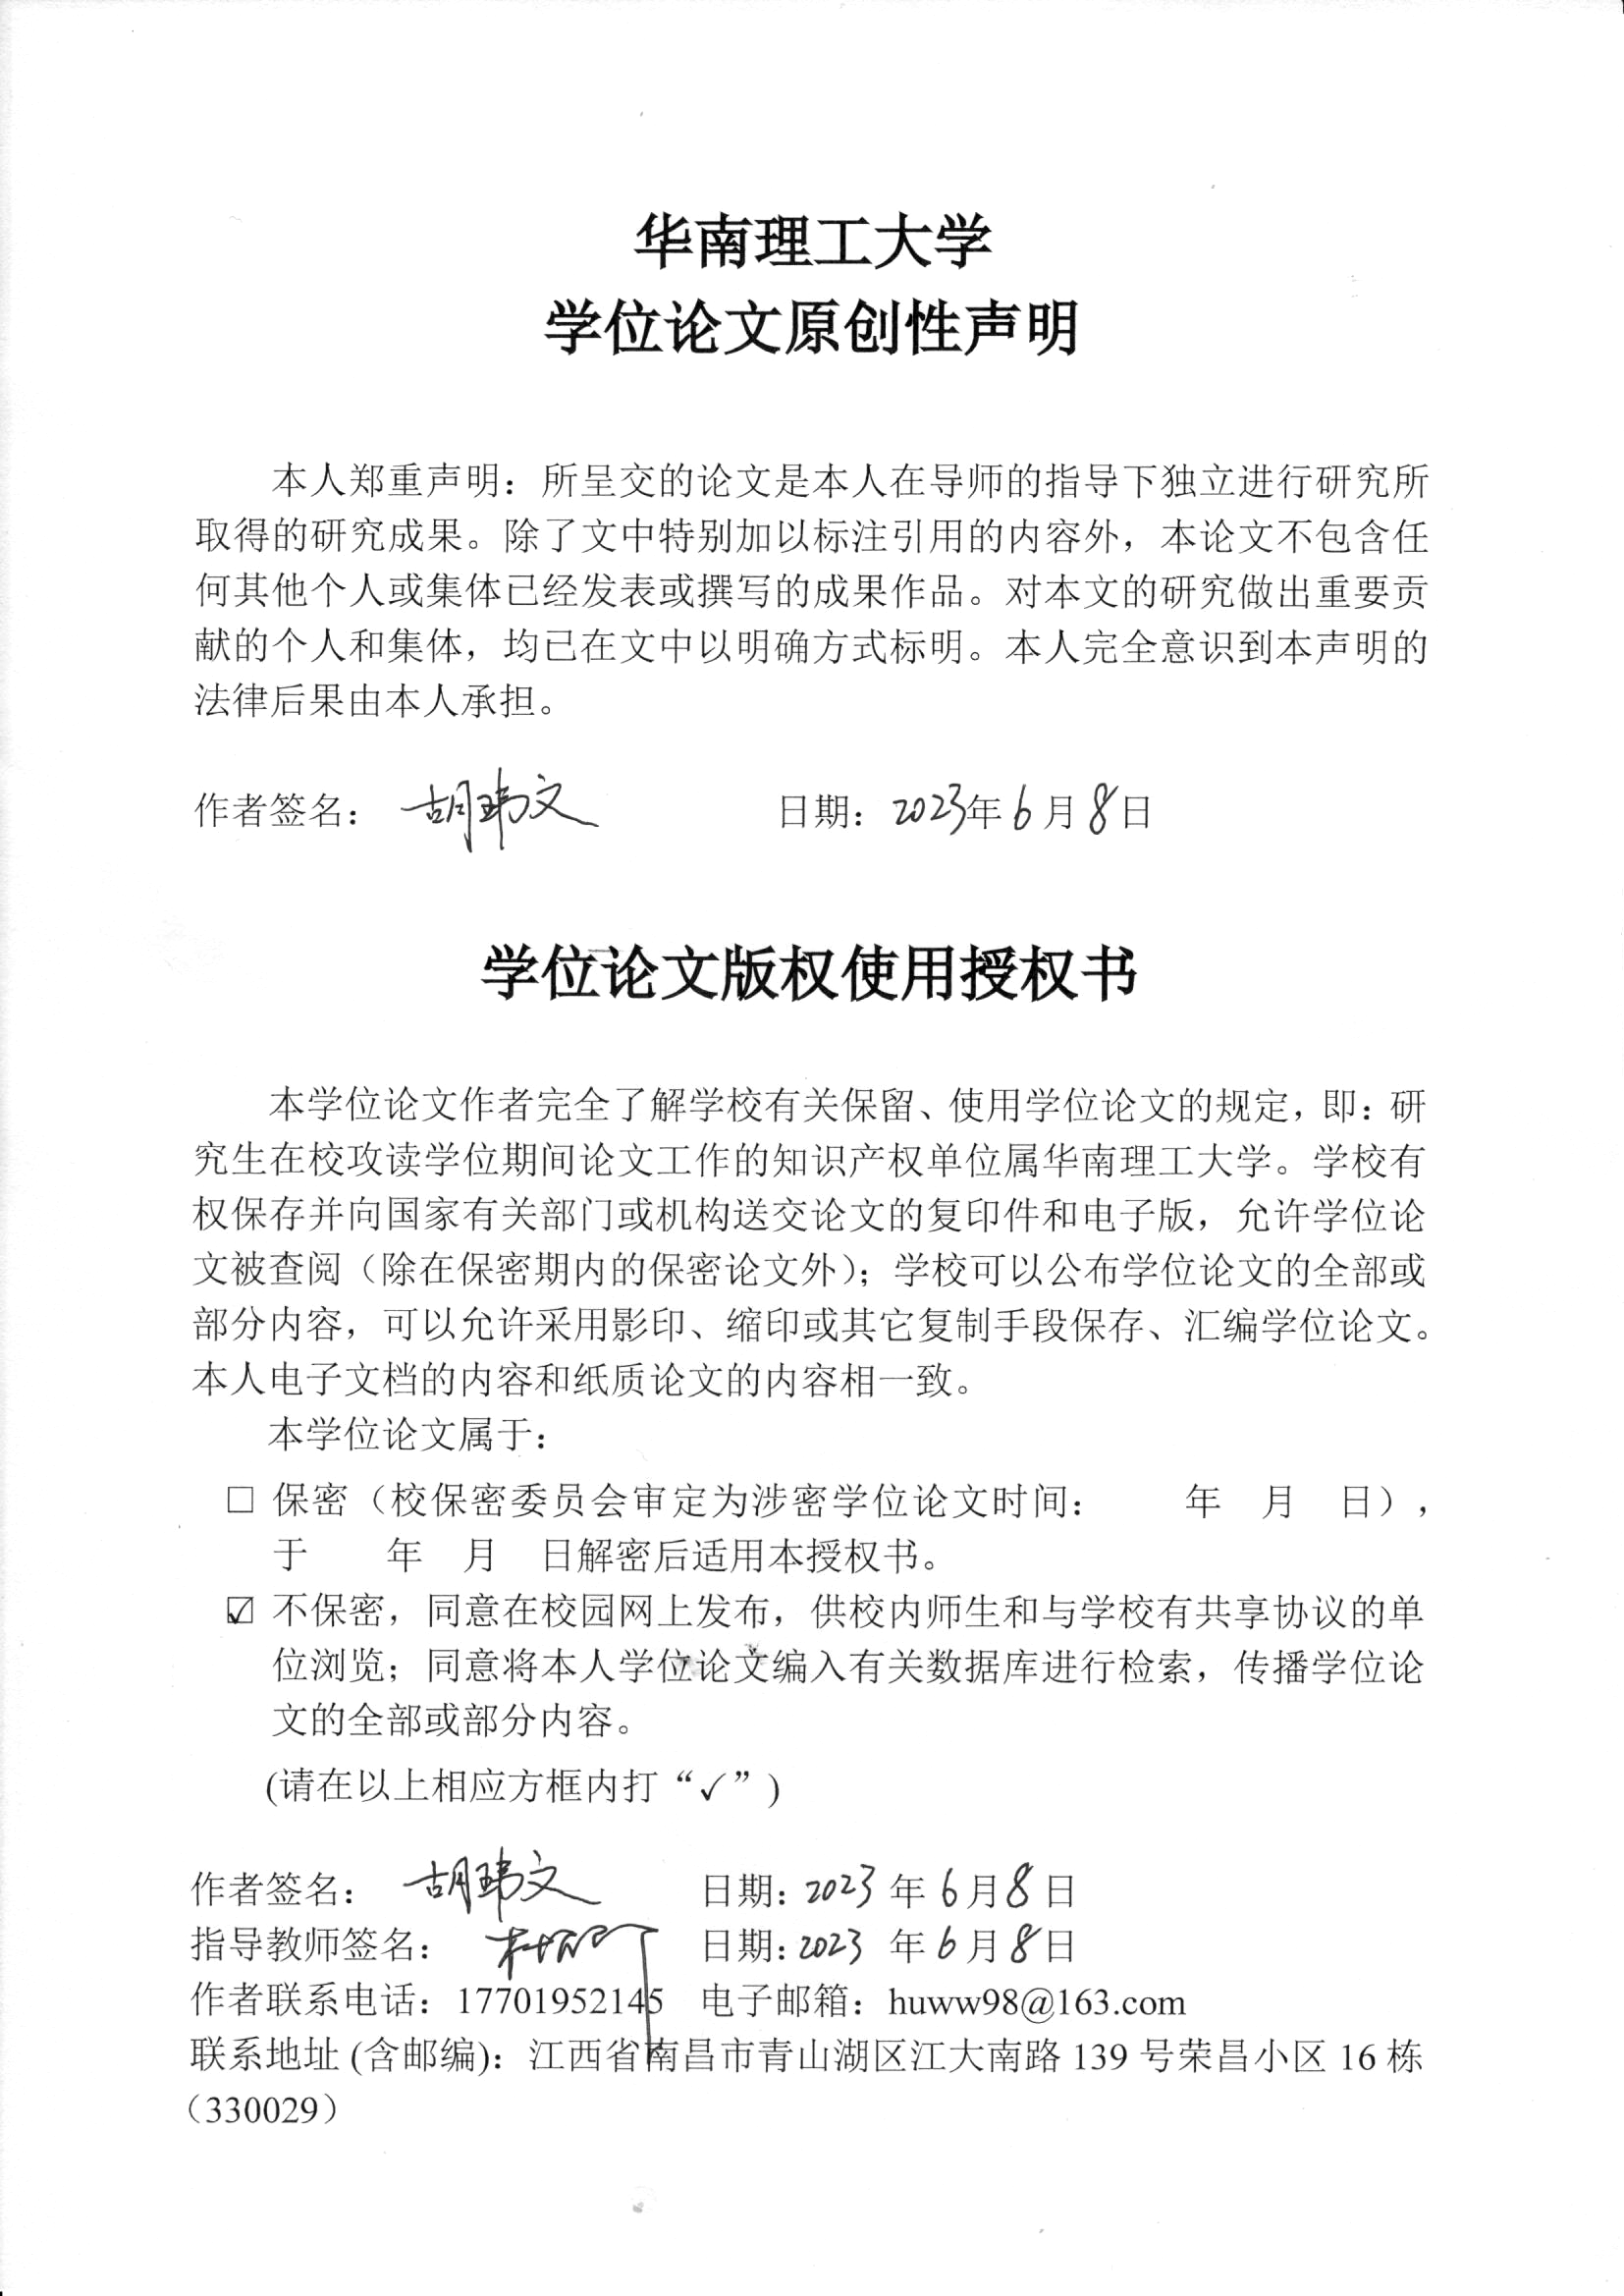 华南理工大学
学位论文原创性声明
本人郑重声明：所呈交的论文是本人在导师的指导下独立进行研究所
取得的研究成果。除了文中特别加以标注引用的内容外，本论文不包含任
何其他个人或集体已经发表或撰写的成果作品。对本文的研究做出重要贡
献的个人和集体，均已在文中以明确方式标明。本人完全意识到本声明的
法律后果由本人承担。
作者签名：胡玮文 日期：2023年6月8日
学位论文版权使用授权书
本学位论文作者完全了解学校有关保留、使用学位论文的规定，即：研
究生在校攻读学位期间论文工作的知识产权单位属华南理工大学。学校有
权保存并向国家有关部门或机构送交论文的复印件和电子版，允许学位论
文被查阅（除在保密期内的保密论文外）；学校可以公布学位论文的全部或
部分内容，可以允许采用影印、缩印或其它复制手段保存、汇编学位论文。
本人电子文档的内容和纸质论文的内容相一致。
本学位论文属于：
□ 保密（校保密委员会审定为涉密学位论文时间： 年 月 日），
于 年 月 日解密后适用本授权书。
☑ 不保密，同意在校园网上发布，供校内师生和与学校有共享协议的单
位浏览；同意将本人学位论文编入有关数据库进行检索，传播学位论
文的全部或部分内容。
(请在以上相应方框内打“✓”)
作者签名：胡玮文 日期：2023 年 6 月 8 日
指导教师签名： 日期：2023 年 6 月 8 日
作者联系电话：17701952145 电子邮箱：huww98@163.com
联系地址 (含邮编)：江西省南昌市青山湖区江大南路 139 号荣昌小区 16 栋
（330029）